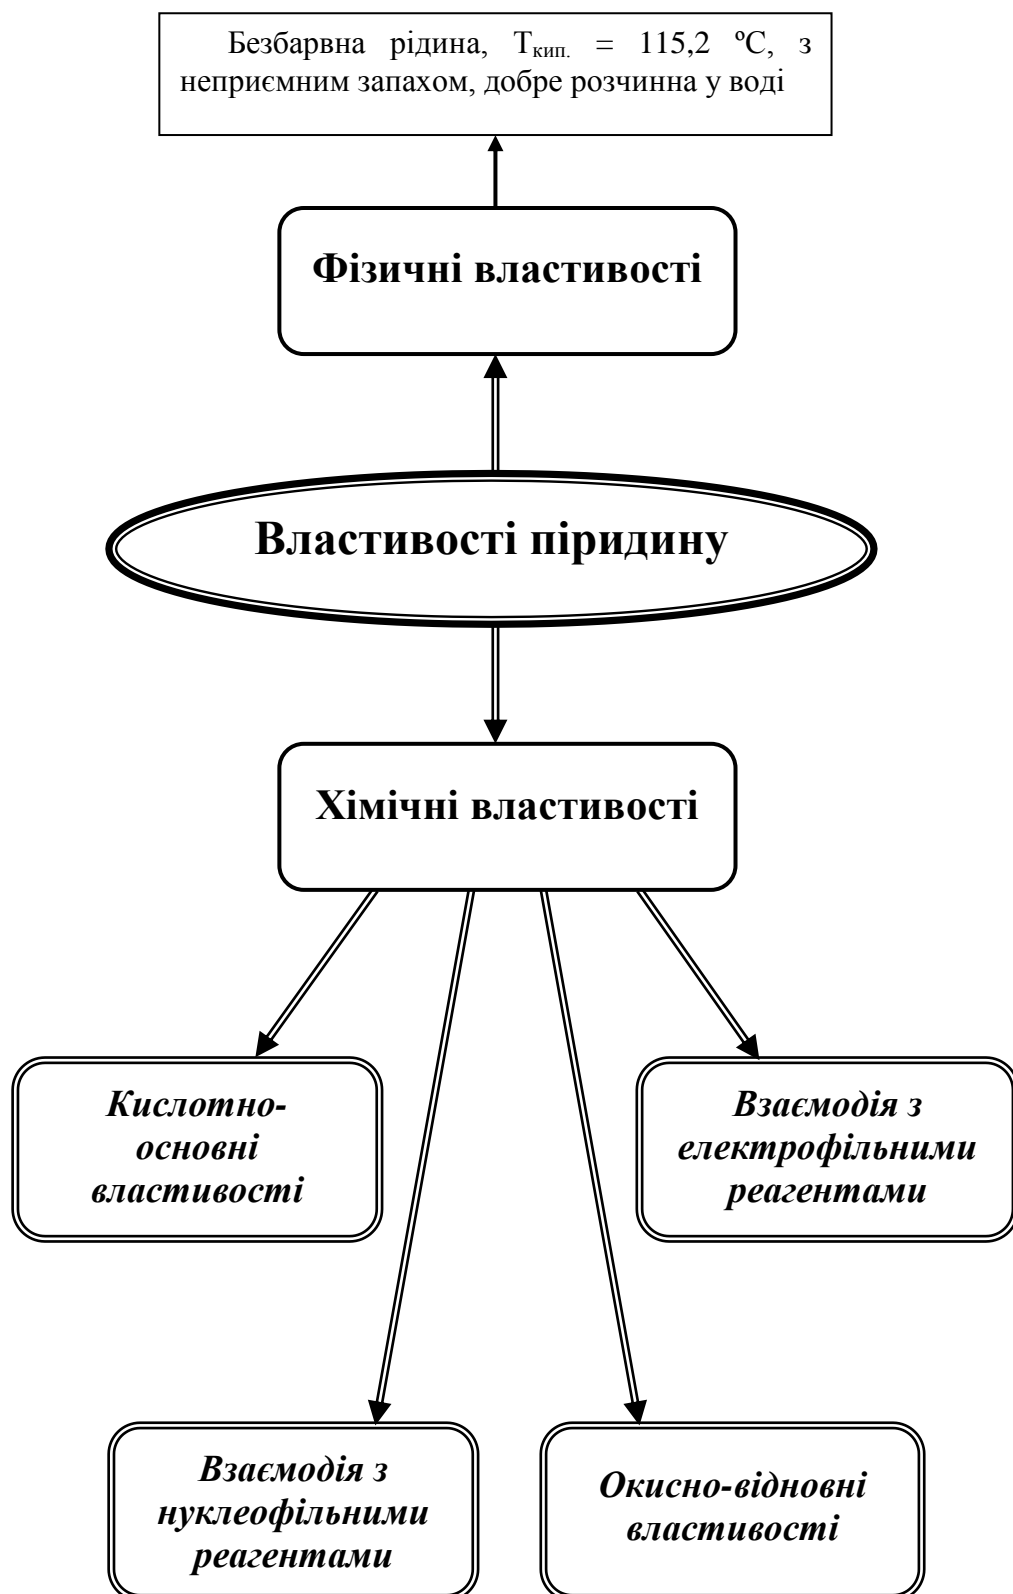 Безбарвна рідина, Tкип. = 115,2 ºС, з
неприємним запахом, добре розчинна у воді
Фізичні властивості
Властивості піридину
Хімічні властивості
Кислотно-
основні
властивості
Взаємодія з
електрофільними
реагентами
Взаємодія з
нуклеофільними
реагентами
Окисно-відновні
властивості